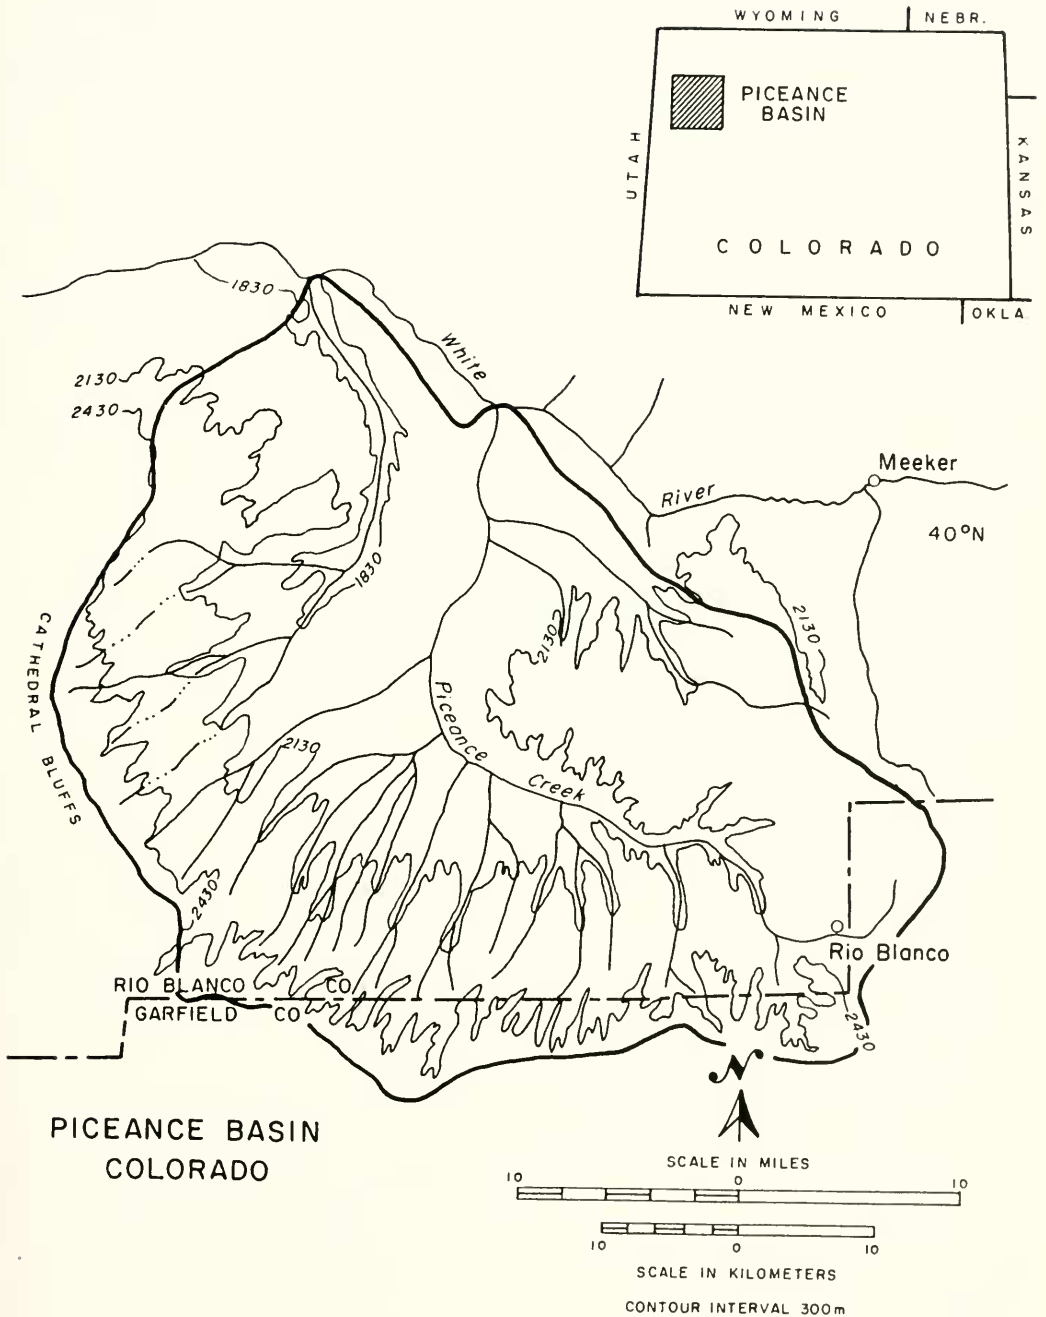 WYOMING
NEBR.
PICEANCE
BASIN
UTAH
KANSAS
COLORADO
NEW MEXICO
OKLA
1830
White
2130
2430
River
Meeker
40°N
1830
2130
2130
CATHEDRAL BLUFFS
Piceance
Creek
2130
2430
Rio Blanco
RIO BLANCO CO
GARFIELD CO
2430
N
PICEANCE BASIN
COLORADO
SCALE IN MILES
10 0 10
10 0 10
SCALE IN KILOMETERS
CONTOUR INTERVAL 300m